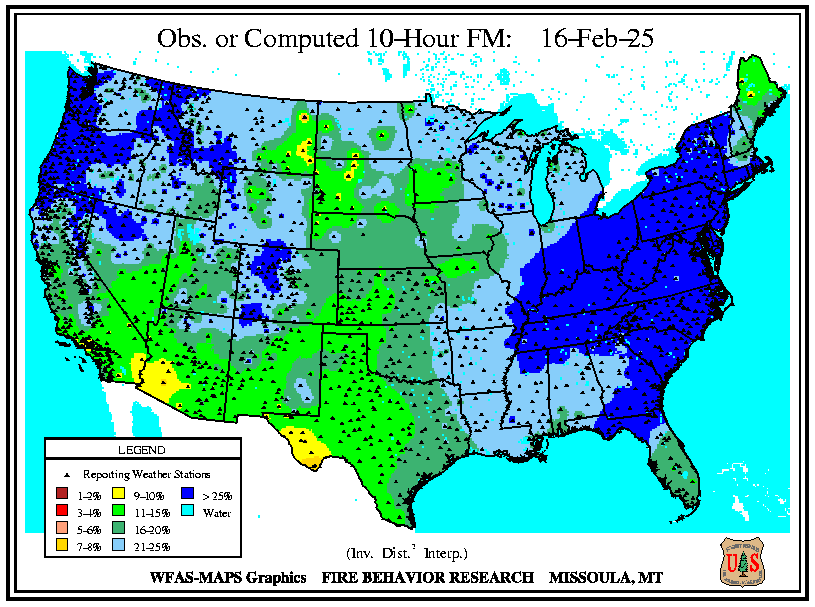 Obs. or Computed 10-Hour FM: 16-Feb-25
LEGEND
Reporting Weather Stations
1-2% 9-10% > 25%
3-4% 11-15% Water
5-6% 16-20%
7-8% 21-25%
(Inv. Dist.² Interp.)
WFAS-MAPS Graphics FIRE BEHAVIOR RESEARCH MISSOULA, MT
U S